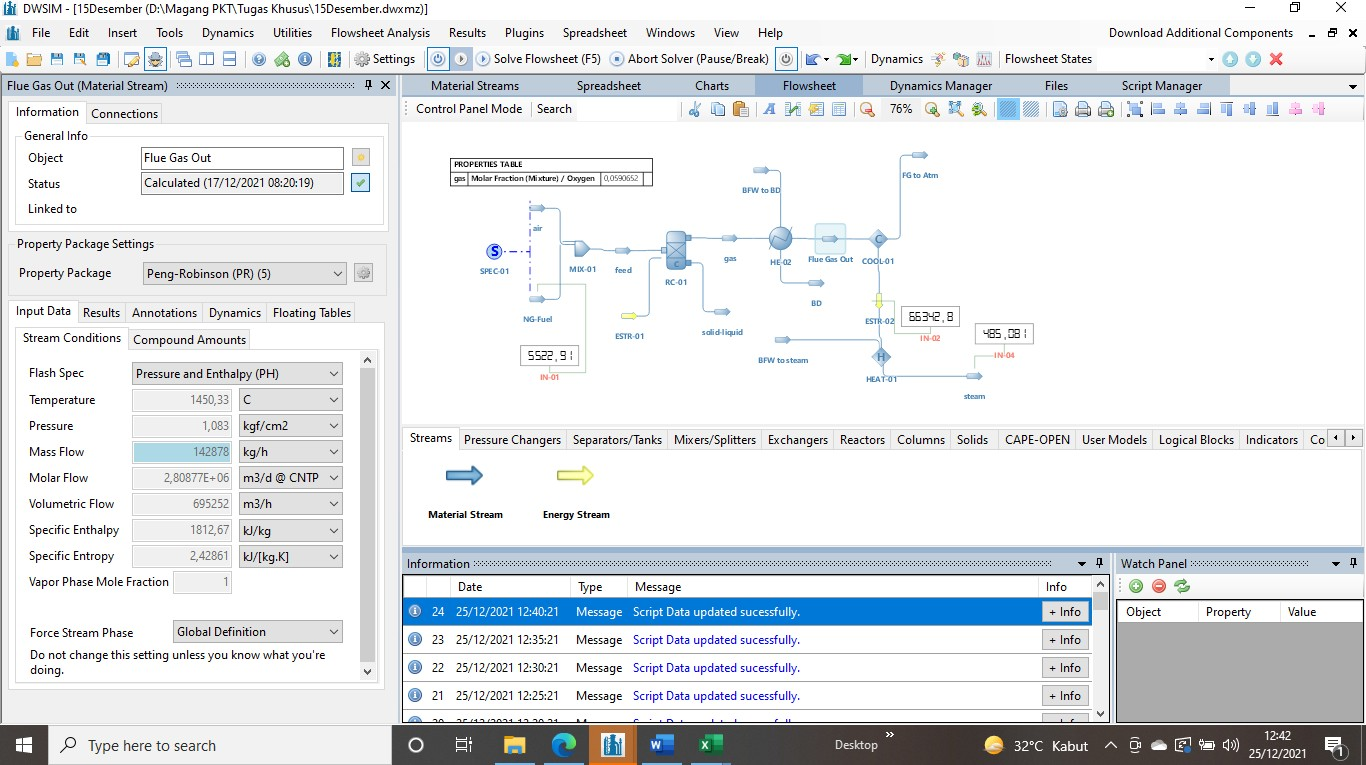 DWSIM - [15Desember (D:\Magang PKT\Tugas Khusus\15Desember.dwxmz)]
File Edit Insert Tools Dynamics Utilities Flowsheet Analysis Results Plugins Spreadsheet Windows View Help Download Additional Components
Settings Solve Flowsheet (F5) Abort Solver (Pause/Break) Dynamics Flowsheet States
Flue Gas Out (Material Stream)
Information Connections
General Info
Object Flue Gas Out
Status Calculated (17/12/2021 08:20:19)
Linked to
Property Package Settings
Property Package Peng-Robinson (PR) (5)
Input Data Results Annotations Dynamics Floating Tables
Stream Conditions Compound Amounts
Flash Spec Pressure and Enthalpy (PH)
Temperature 1450,33 C
Pressure 1,083 kgf/cm2
Mass Flow 142878 kg/h
Molar Flow 2,80877E+06 m3/d @ CNTP
Volumetric Flow 695252 m3/h
Specific Enthalpy 1812,67 kJ/kg
Specific Entropy 2,42861 kJ/[kg.K]
Vapor Phase Mole Fraction 1
Force Stream Phase Global Definition
Do not change this setting unless you know what you're
doing.
Material Streams Spreadsheet Charts Flowsheet Dynamics Manager Files Script Manager
Control Panel Mode Search 76%
PROPERTIES TABLE
gas Molar Fraction (Mixture) / Oxygen 0,0590652
BFW to BD
FG to Atm
air
S
SPEC-01
MIX-01
feed
C
RC-01
gas
HE-02
Flue Gas Out
C
COOL-01
BD
NG-Fuel
ESTR-01
solid-liquid
ESTR-02
66342,8
IN-02
485,081
IN-04
5522,91
IN-01
BFW to steam
H
HEAT-01
steam
Streams Pressure Changers Separators/Tanks Mixers/Splitters Exchangers Reactors Columns Solids CAPE-OPEN User Models Logical Blocks Indicators Co
Material Stream Energy Stream
Information
Date Type Message Info
24 25/12/2021 12:40:21 Message Script Data updated sucessfully. + Info
23 25/12/2021 12:35:21 Message Script Data updated sucessfully. + Info
22 25/12/2021 12:30:21 Message Script Data updated sucessfully. + Info
21 25/12/2021 12:25:21 Message Script Data updated sucessfully. + Info
Watch Panel
Object Property Value
Type here to search
Desktop
32°C Kabut
12:42
25/12/2021
1